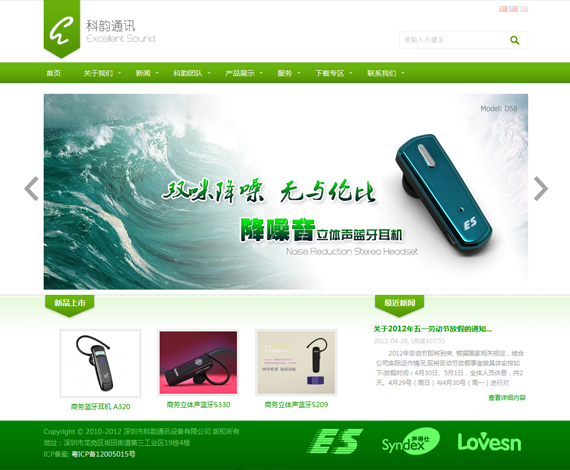 科韵通讯
Excellent Sound
请输入关键字...
首页 关于我们 新闻 科韵团队 产品展示 服务 下载专区 联系我们
Model: D58
双咪降噪 无与伦比
降噪音立体声蓝牙耳机
Noise Reduction Stereo Headset
ES
新品上市
商务蓝牙耳机 A320
商务立体声蓝牙S330
商务立体声蓝牙S209
最近新闻
关于2012年五一劳动节放假的通知...
2012-04-28, (阅读107次)
2012年劳动节即将到来, 根据国家相关规定，结合
公司实际运作情况,现将劳动节放假事宜做具体安排如
下:放假时间：4月30日、5月1日，全体人员休息，共2
天。4月29号（周日）与4月30号（周一）进行对
查看详细内容
Copyright © 2010-2012 深圳市科韵通讯设备有限公司 版权所有
地址：深圳市龙岗区坂田街道第三工业区19栋4楼
ICP备案: 粤ICP备12005015号
ES
声得仕
SyndeX
Lovesn